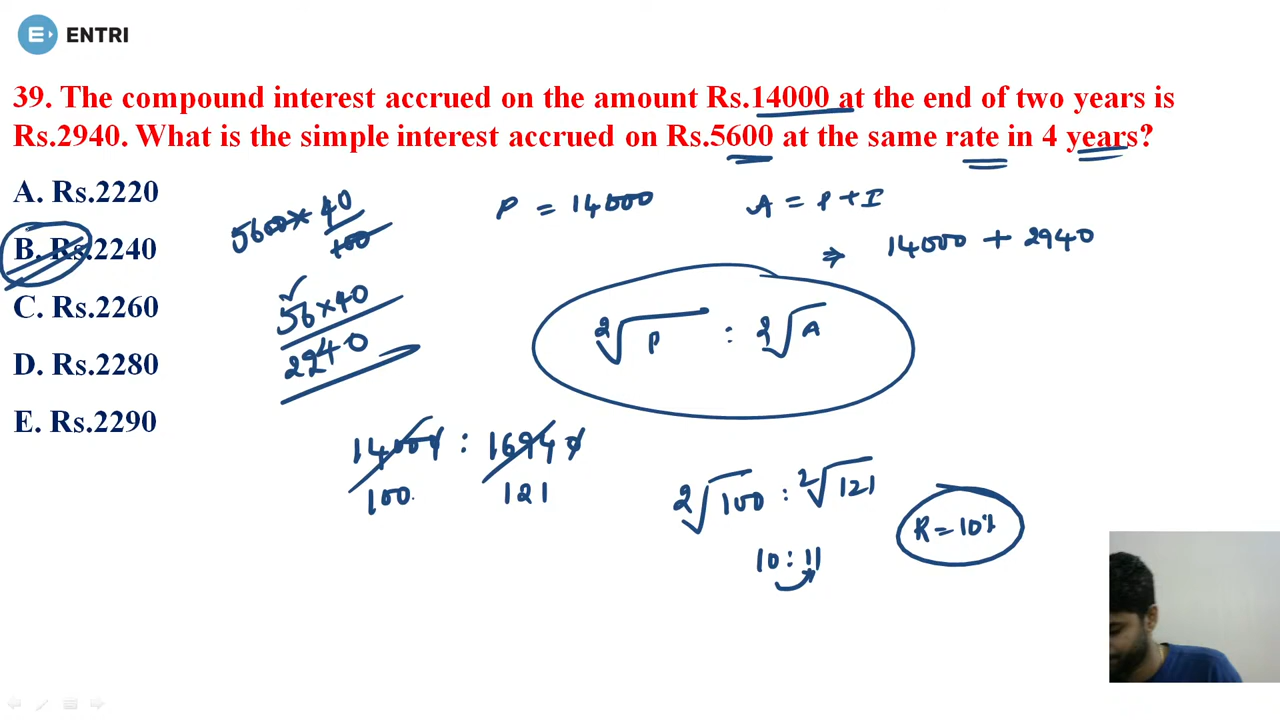 E ENTRI
39. The compound interest accrued on the amount Rs.14000 at the end of two years is
Rs.2940. What is the simple interest accrued on Rs.5600 at the same rate in 4 years?
A. Rs.2220
B. Rs.2240
C. Rs.2260
D. Rs.2280
E. Rs.2290
5600 × 40
100
56×40
2240
P = 14000
A = P + I
⇒ 14000 + 2940
2√P : 2√A
14000 : 16940
100 121
2√100 : 2√121
10 : 11
R = 10%